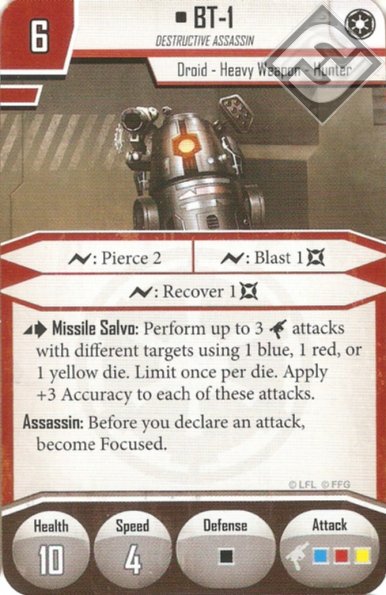 6
BT-1
DESTRUCTIVE ASSASSIN
Droid - Heavy Weapon - Hunter
: Pierce 2
: Blast 1
: Recover 1
Missile Salvo: Perform up to 3 attacks
with different targets using 1 blue, 1 red, or
1 yellow die. Limit once per die. Apply
+3 Accuracy to each of these attacks.
Assassin: Before you declare an attack,
become Focused.
© LFL © FFG
Health
Speed
Defense
Attack
10
4